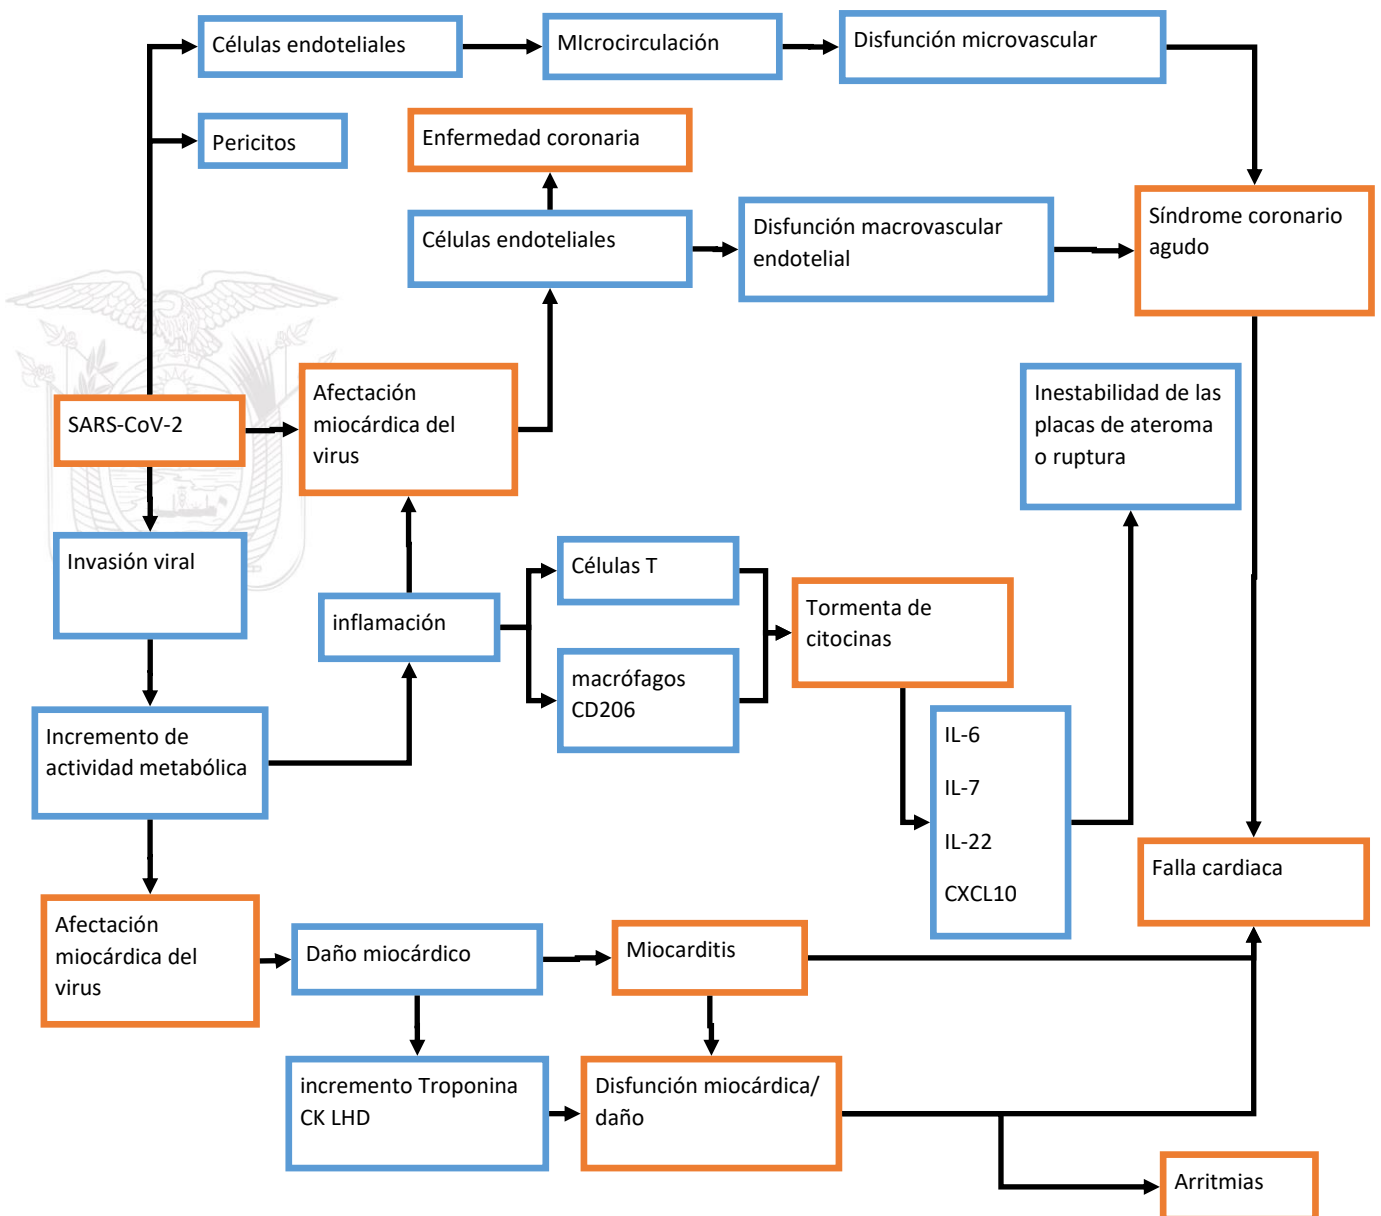 Células endoteliales
MIcrocirculación
Disfunción microvascular
Pericitos
Enfermedad coronaria
Células endoteliales
Disfunción macrovascular
endotelial
Síndrome coronario
agudo
SARS-CoV-2
Afectación
miocárdica del
virus
Inestabilidad de las
placas de ateroma
o ruptura
Invasión viral
inflamación
Células T
macrófagos
CD206
Tormenta de
citocinas
Incremento de
actividad metabólica
IL-6
IL-7
IL-22
CXCL10
Falla cardiaca
Afectación
miocárdica del
virus
Daño miocárdico
Miocarditis
incremento Troponina
CK LHD
Disfunción miocárdica/
daño
Arritmias